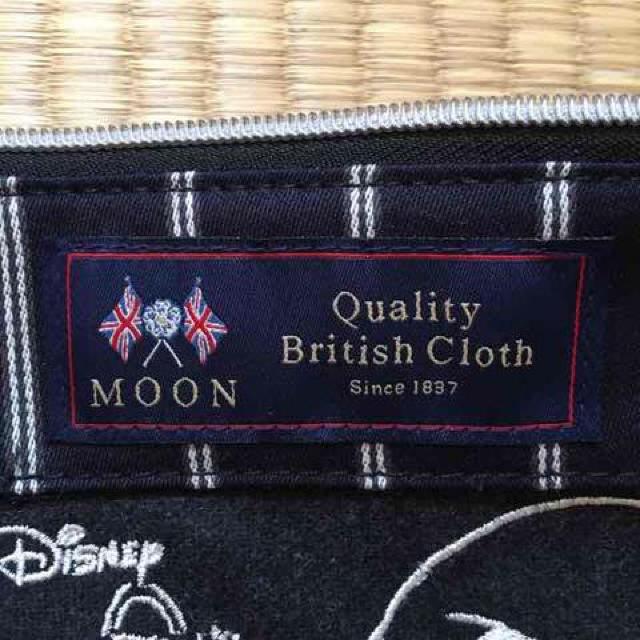 MOON
Quality
British Cloth
Since 1837
Disney